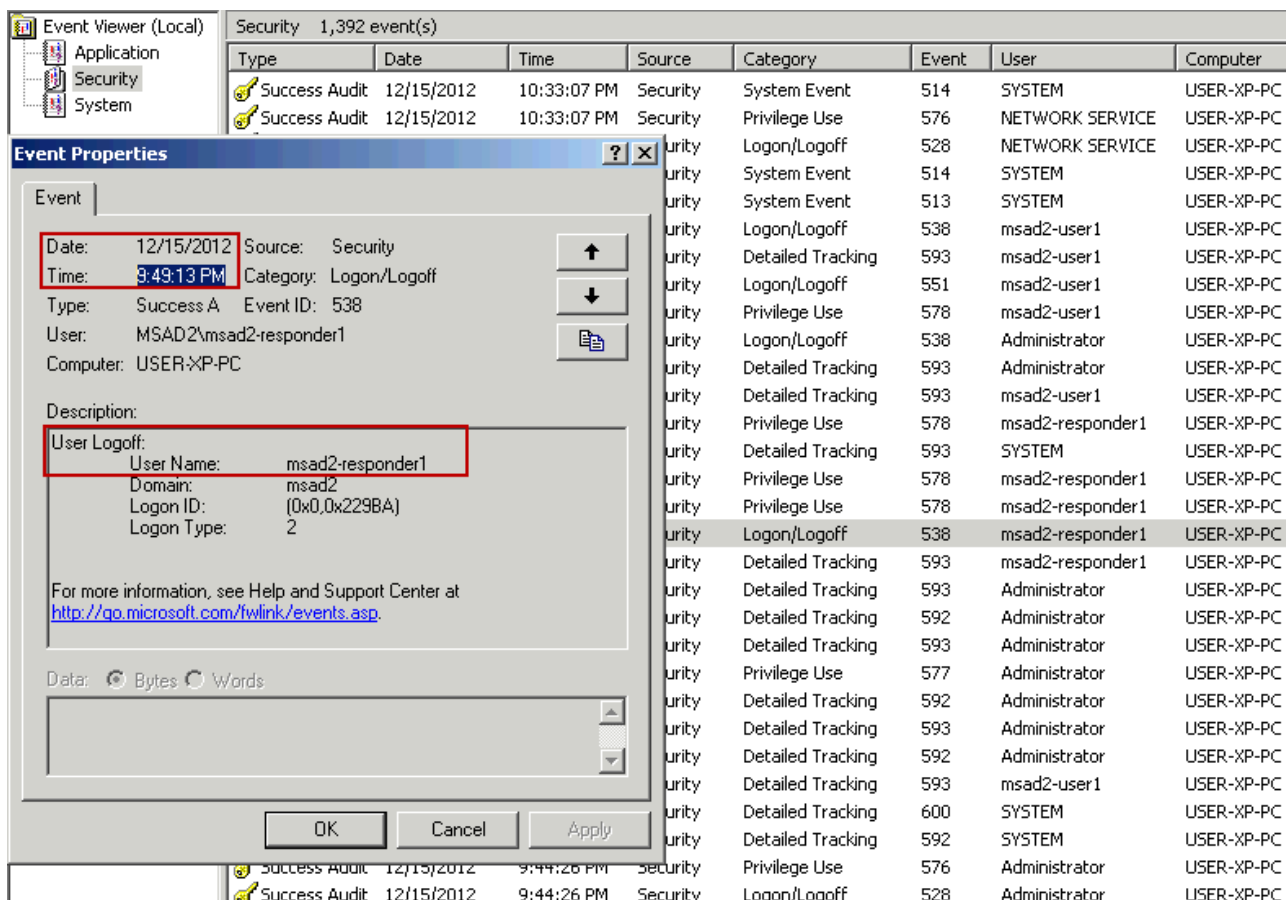 Event Viewer (Local)
Application
Security
System
Security 1,392 event(s)
Type Date Time Source Category Event User Computer
Success Audit 12/15/2012 10:33:07 PM Security System Event 514 SYSTEM USER-XP-PC
Success Audit 12/15/2012 10:33:07 PM Security Privilege Use 576 NETWORK SERVICE USER-XP-PC
urity Logon/Logoff 528 NETWORK SERVICE USER-XP-PC
urity System Event 514 SYSTEM USER-XP-PC
urity System Event 513 SYSTEM USER-XP-PC
urity Logon/Logoff 538 msad2-user1 USER-XP-PC
urity Detailed Tracking 593 msad2-user1 USER-XP-PC
urity Logon/Logoff 551 msad2-user1 USER-XP-PC
urity Privilege Use 578 msad2-user1 USER-XP-PC
urity Logon/Logoff 538 Administrator USER-XP-PC
urity Detailed Tracking 593 Administrator USER-XP-PC
urity Detailed Tracking 593 msad2-user1 USER-XP-PC
urity Privilege Use 578 msad2-responder1 USER-XP-PC
urity Detailed Tracking 593 SYSTEM USER-XP-PC
urity Privilege Use 578 msad2-responder1 USER-XP-PC
urity Privilege Use 578 msad2-responder1 USER-XP-PC
urity Logon/Logoff 538 msad2-responder1 USER-XP-PC
urity Detailed Tracking 593 msad2-responder1 USER-XP-PC
urity Detailed Tracking 593 Administrator USER-XP-PC
urity Detailed Tracking 592 Administrator USER-XP-PC
urity Detailed Tracking 593 Administrator USER-XP-PC
urity Privilege Use 577 Administrator USER-XP-PC
urity Detailed Tracking 592 Administrator USER-XP-PC
urity Detailed Tracking 593 Administrator USER-XP-PC
urity Detailed Tracking 592 Administrator USER-XP-PC
urity Detailed Tracking 593 msad2-user1 USER-XP-PC
urity Detailed Tracking 600 SYSTEM USER-XP-PC
urity Detailed Tracking 592 SYSTEM USER-XP-PC
Success Audit 12/15/2012 9:44:26 PM Security Privilege Use 576 Administrator USER-XP-PC
Success Audit 12/15/2012 9:44:26 PM Security Logon/Logoff 528 Administrator USER-XP-PC
Event Properties
Event
Date: 12/15/2012 Source: Security
Time: 9:49:13 PM Category: Logon/Logoff
Type: Success A Event ID: 538
User: MSAD2\msad2-responder1
Computer: USER-XP-PC
Description:
User Logoff:
User Name: msad2-responder1
Domain: msad2
Logon ID: (0x0,0x229BA)
Logon Type: 2
For more information, see Help and Support Center at
http://go.microsoft.com/fwlink/events.asp.
Data: Bytes Words
OK Cancel Apply